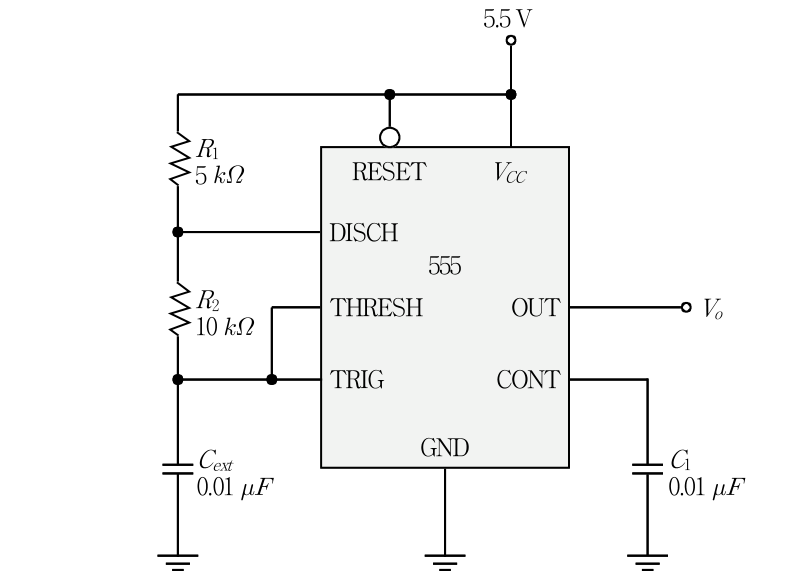 5.5 V
R1
5 kΩ
RESET
VCC
DISCH
555
R2
10 kΩ
THRESH
OUT
Vo
TRIG
CONT
GND
Cext
0.01 μF
C1
0.01 μF